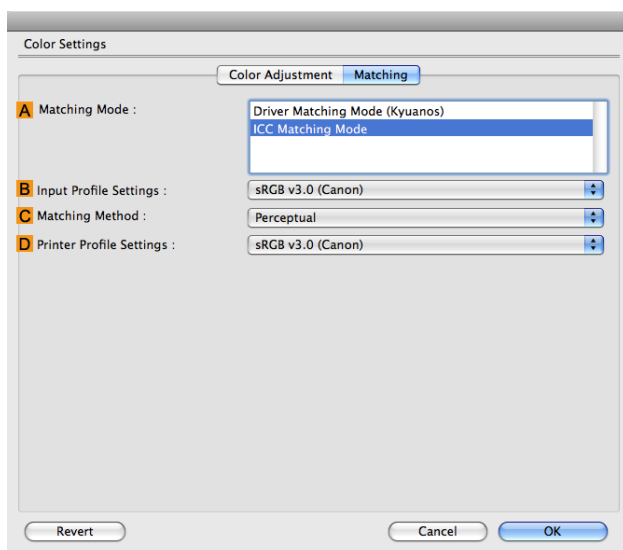 Color Settings
Color Adjustment Matching
A Matching Mode :
Driver Matching Mode (Kyuanos)
ICC Matching Mode
B Input Profile Settings : sRGB v3.0 (Canon)
C Matching Method : Perceptual
D Printer Profile Settings : sRGB v3.0 (Canon)
Revert Cancel OK